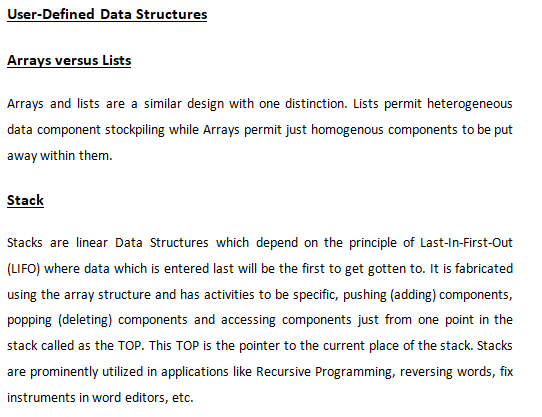 User-Defined Data Structures
Arrays versus Lists
Arrays and lists are a similar design with one distinction. Lists permit heterogeneous
data component stockpiling while Arrays permit just homogenous components to be put
away within them.
Stack
Stacks are linear Data Structures which depend on the principle of Last-In-First-Out
(LIFO) where data which is entered last will be the first to get gotten to. It is fabricated
using the array structure and has activities to be specific, pushing (adding) components,
popping (deleting) components and accessing components just from one point in the
stack called as the TOP. This TOP is the pointer to the current place of the stack. Stacks
are prominently utilized in applications like Recursive Programming, reversing words, fix
instruments in word editors, etc.